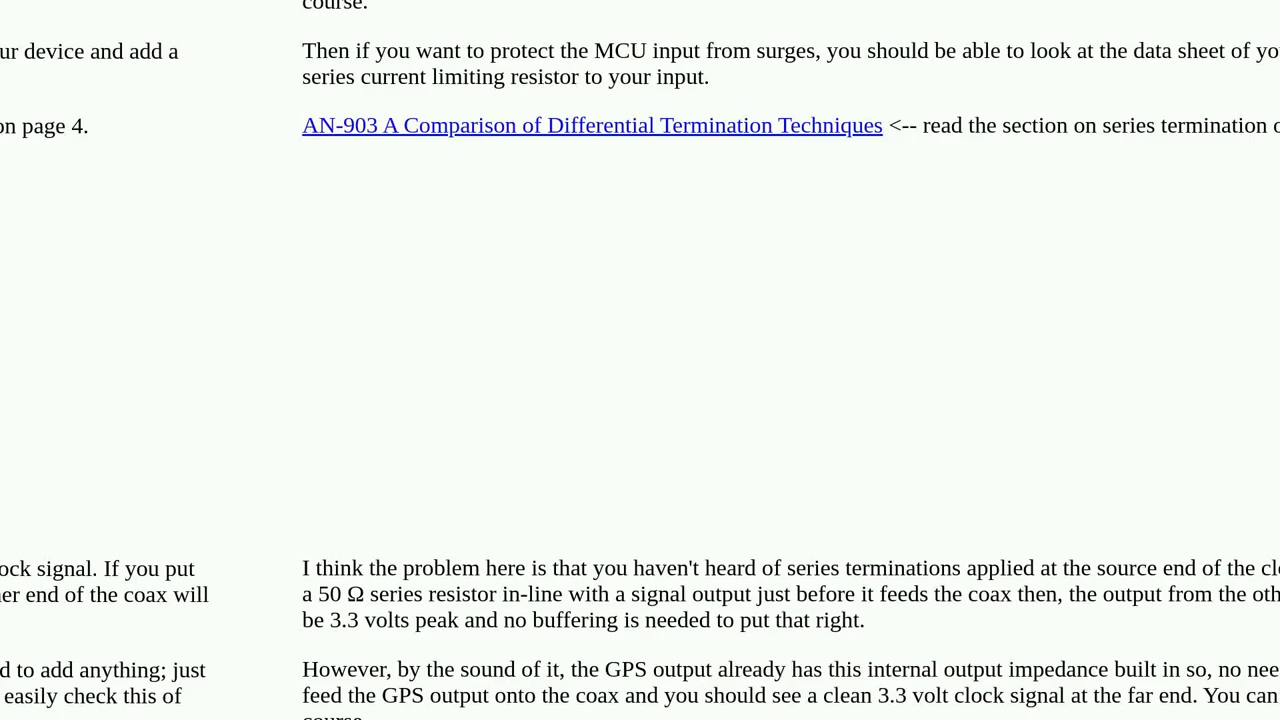 course.
ur device and add a
Then if you want to protect the MCU input from surges, you should be able to look at the data sheet of yo
series current limiting resistor to your input.
on page 4.
AN-903 A Comparison of Differential Termination Techniques <-- read the section on series termination o
ock signal. If you put
I think the problem here is that you haven't heard of series terminations applied at the source end of the clo
er end of the coax will
a 50 Ω series resistor in-line with a signal output just before it feeds the coax then, the output from the oth
be 3.3 volts peak and no buffering is needed to put that right.
d to add anything; just
However, by the sound of it, the GPS output already has this internal output impedance built in so, no nee
easily check this of
feed the GPS output onto the coax and you should see a clean 3.3 volt clock signal at the far end. You can
course